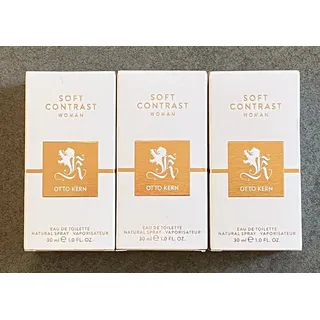 SOFT
CONTRAST
WOMAN
OTTO KERN
EAU DE TOILETTE
NATURAL SPRAY - VAPORISATEUR
30 ml ℮ 1.0 FL. OZ.
SOFT
CONTRAST
WOMAN
OTTO KERN
EAU DE TOILETTE
NATURAL SPRAY - VAPORISATEUR
30 ml ℮ 1.0 FL. OZ.
SOFT
CONTRAST
WOMAN
OTTO KERN
EAU DE TOILETTE
NATURAL SPRAY - VAPORISATEUR
30 ml ℮ 1.0 FL. OZ.